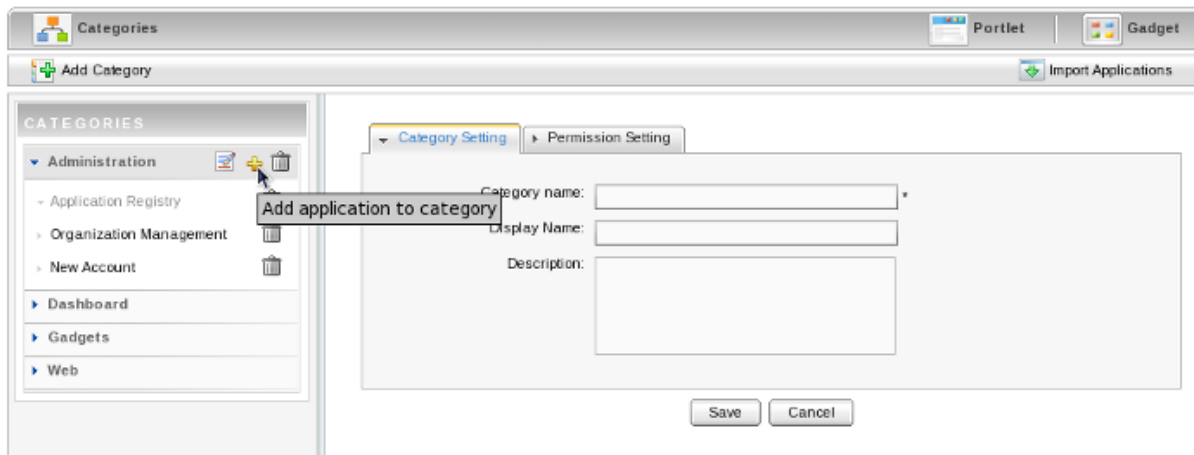 Categories
Portlet
Gadget
Add Category
Import Applications
CATEGORIES
Administration
Application Registry
Organization Management
New Account
Dashboard
Gadgets
Web
Add application to category
Category Setting
Permission Setting
Category name:
*
Display Name:
Description:
Save
Cancel